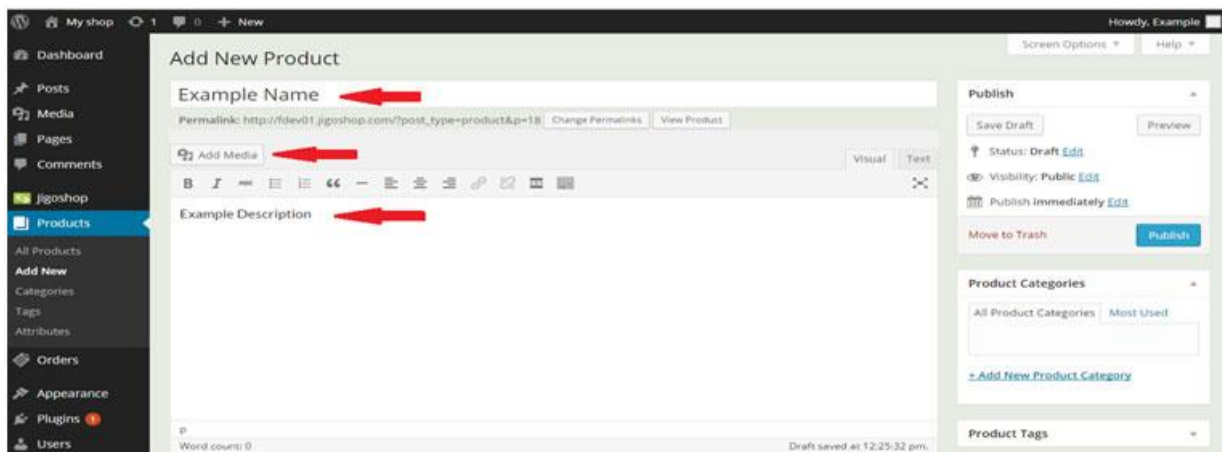 My shop 1 0 + New Howdy, Example
Screen Options Help
Dashboard
Posts
Media
Pages
Comments
Jigoshop
Products
All Products
Add New
Categories
Tags
Attributes
Orders
Appearance
Plugins 1
Users
Add New Product
Example Name
Permalink: http://fdev01.jigoshop.com/?post_type=product&p=18 Change Permalinks View Product
Add Media
Visual Text
B I ABC
Example Description
p
Word count: 0 Draft saved at 12:25:32 pm.
Publish
Save Draft Preview
Status: Draft Edit
Visibility: Public Edit
Publish immediately Edit
Move to Trash Publish
Product Categories
All Product Categories Most Used
+ Add New Product Category
Product Tags